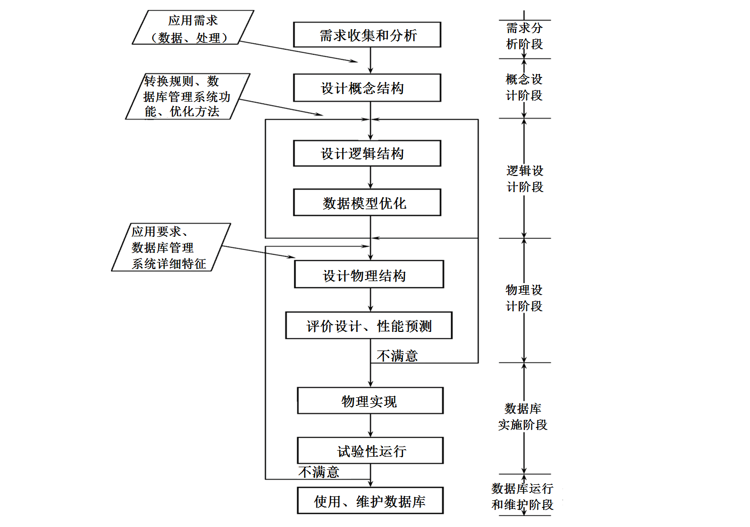 应用需求
（数据、处理）
需求收集和分析
需求分
析阶段
转换规则、数
据库管理系统功
能、优化方法
设计概念结构
概念设
计阶段
设计逻辑结构
数据模型优化
逻辑设
计阶段
应用要求、
数据库管理
系统详细特征
设计物理结构
评价设计、性能预测
不满意
物理设
计阶段
物理实现
试验性运行
不满意
数据库
实施阶段
使用、维护数据库
数据库运行
和维护阶段